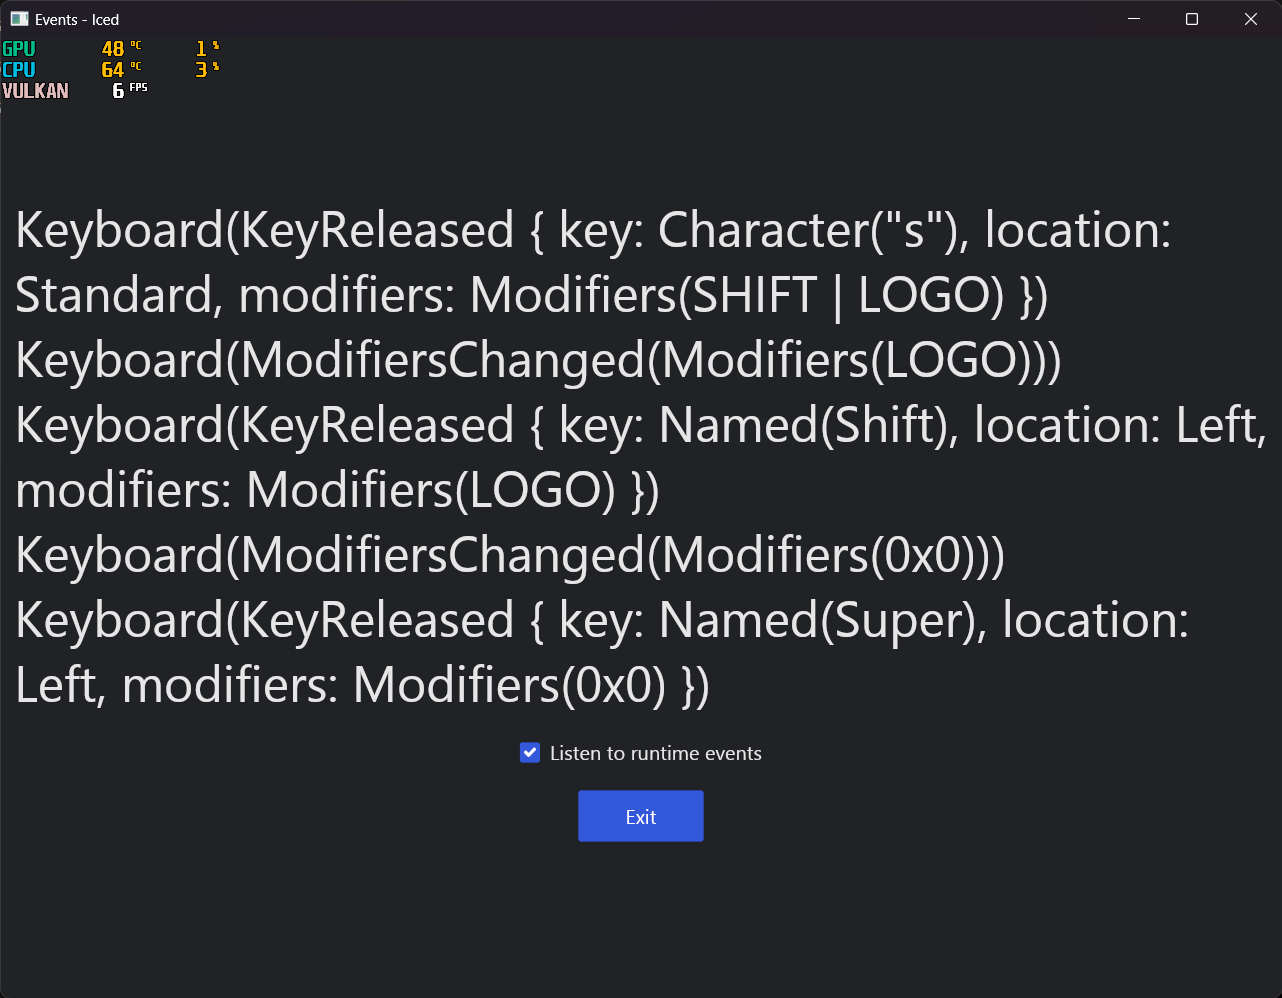 Events - Iced
GPU 48 °C 1 %
CPU 64 °C 3 %
VULKAN 6 FPS
Keyboard(KeyReleased { key: Character("s"), location:
Standard, modifiers: Modifiers(SHIFT | LOGO) })
Keyboard(ModifiersChanged(Modifiers(LOGO)))
Keyboard(KeyReleased { key: Named(Shift), location: Left,
modifiers: Modifiers(LOGO) })
Keyboard(ModifiersChanged(Modifiers(0x0)))
Keyboard(KeyReleased { key: Named(Super), location:
Left, modifiers: Modifiers(0x0) })
Listen to runtime events
Exit